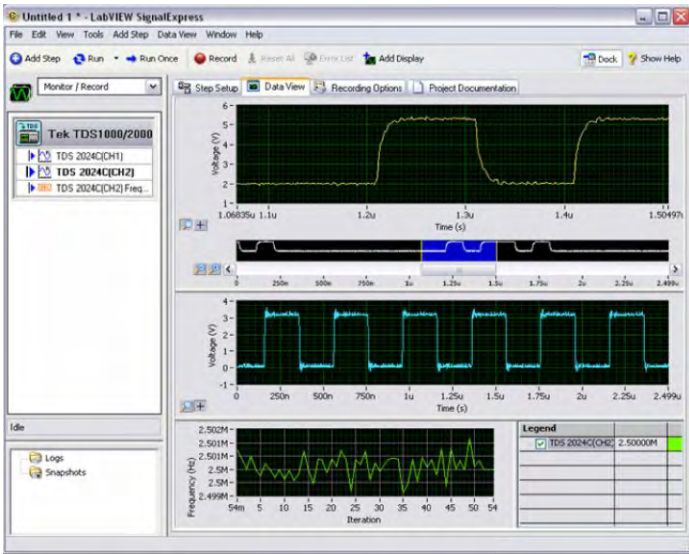 Untitled 1 * - LabVIEW SignalExpress
File Edit View Tools Add Step Data View Window Help
Add Step Run Run Once Record Reset All Error List Add Display Dock Show Help
Monitor / Record
Step Setup Data View Recording Options Project Documentation
Tek TDS1000/2000
TDS 2024C(CH1)
TDS 2024C(CH2)
TDS 2024C(CH2) Freq...
Voltage (V)
6
5
4
3
2
1
1.06835u 1.1u 1.2u 1.3u 1.4u 1.50497u
Time (s)
0 250n 500n 750n 1u 1.25u 1.5u 1.75u 2u 2.25u 2.499u
Voltage (V)
4
3
2
1
0
-1
0 250n 500n 750n 1u 1.25u 1.5u 1.75u 2u 2.25u 2.499u
Time (s)
Idle
Logs
Snapshots
Frequency (Hz)
2.502M
2.501M
2.501M
2.5M
2.5M
2.499M
54m 5 10 15 20 25 30 35 40 45 50 54
Iteration
Legend
TDS 2024C(CH2) 2.50000M